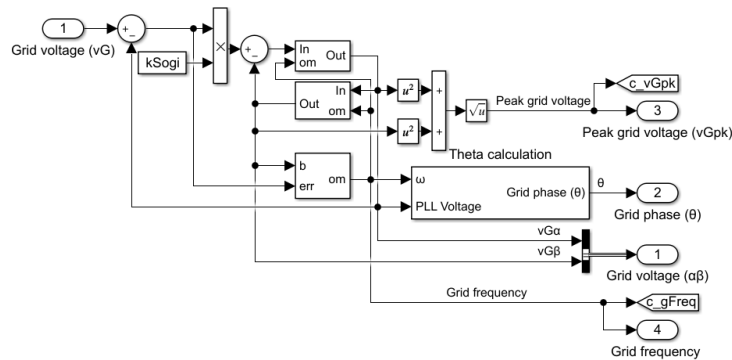 1
Grid voltage (vG)
+
-
kSogi
×
+
-
In
om
Out
In
om
Out
u²
u²
+
+
√u
Peak grid voltage
c_vGpk
3
Peak grid voltage (vGpk)
b
err
om
Theta calculation
ω
PLL Voltage
Grid phase (θ)
θ
2
Grid phase (θ)
vGα
vGβ
1
Grid voltage (αβ)
Grid frequency
c_gFreq
4
Grid frequency